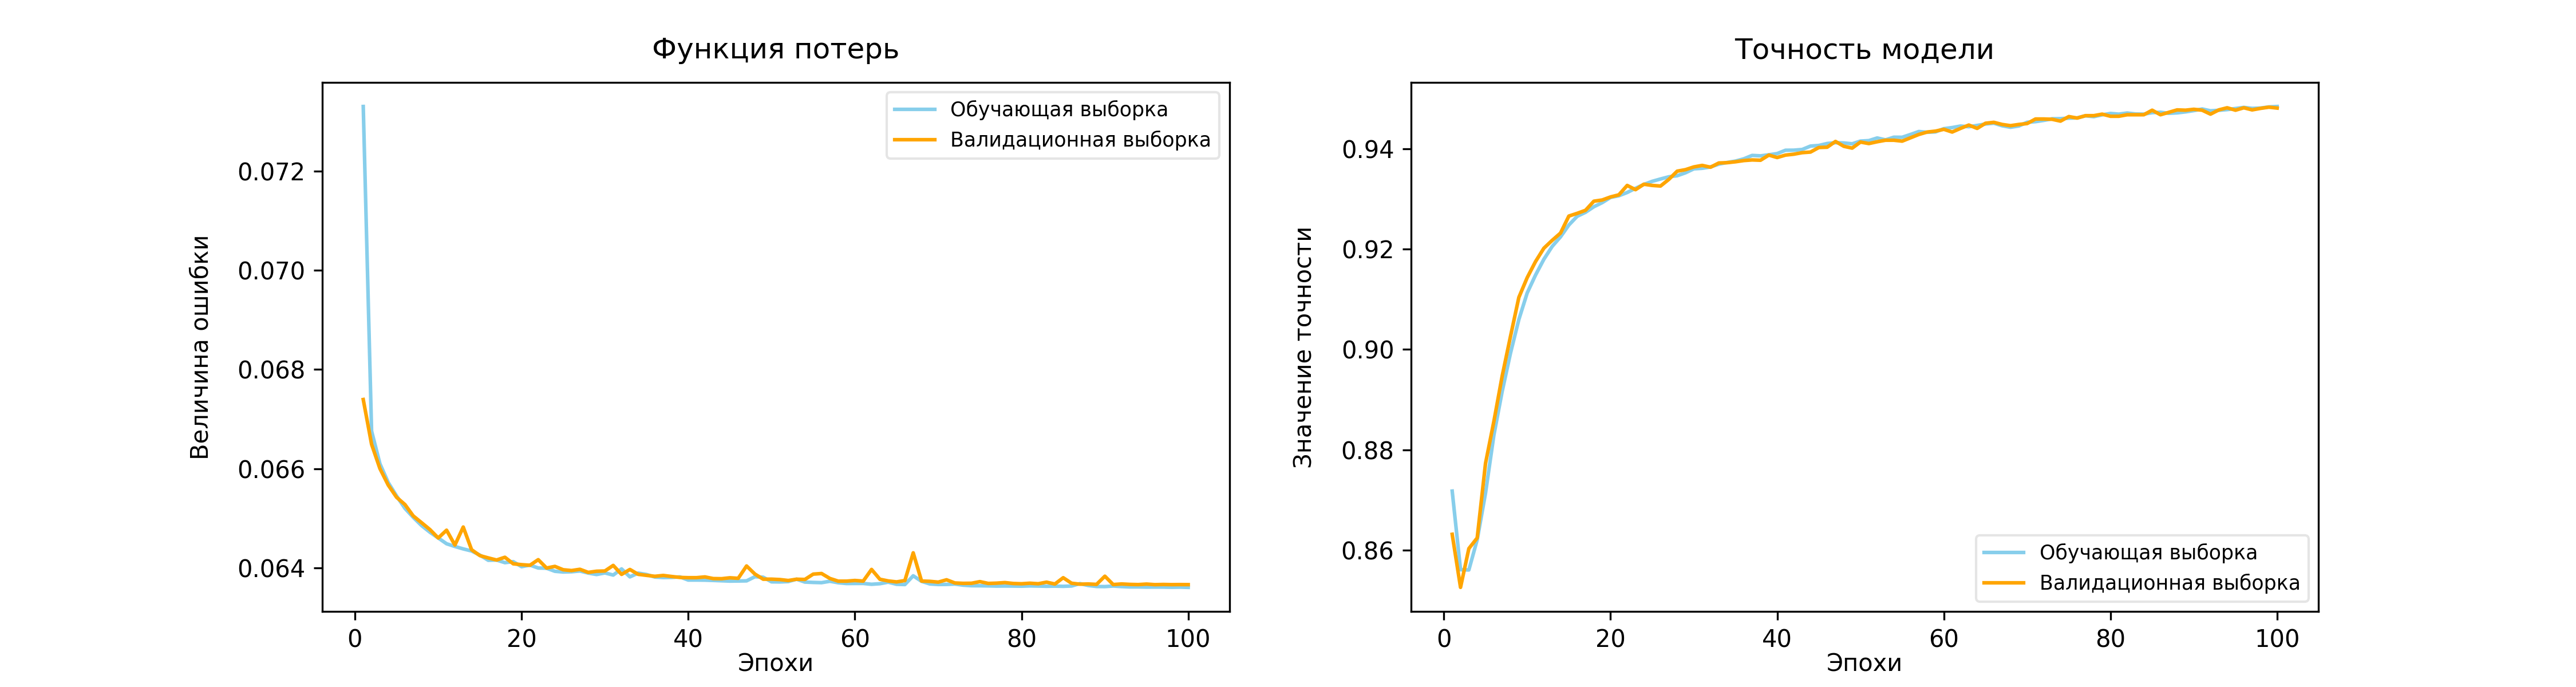 Функция потерь
Величина ошибки
0.072
0.070
0.068
0.066
0.064
Обучающая выборка
Валидационная выборка
0
20
40
60
80
100
Эпохи
Точность модели
Значение точности
0.94
0.92
0.90
0.88
0.86
Обучающая выборка
Валидационная выборка
0
20
40
60
80
100
Эпохи